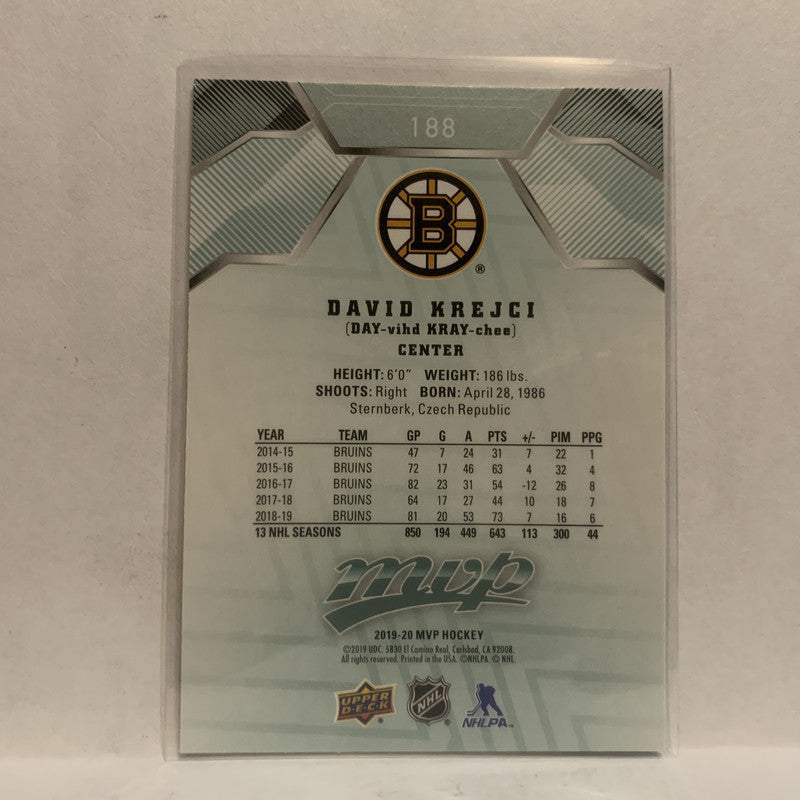 188
B
®
DAVID KREJCI
(DAY-vihd KRAY-chee)
CENTER
HEIGHT: 6'0" WEIGHT: 186 lbs.
SHOOTS: Right BORN: April 28, 1986
Sternberk, Czech Republic
YEAR TEAM GP G A PTS +/- PIM PPG
2014-15 BRUINS 47 7 24 31 7 22 1
2015-16 BRUINS 72 17 46 63 4 32 4
2016-17 BRUINS 82 23 31 54 -12 26 8
2017-18 BRUINS 64 17 27 44 10 18 7
2018-19 BRUINS 81 20 53 73 7 16 6
13 NHL SEASONS 850 194 449 643 113 300 44
mvp
2019-20 MVP HOCKEY
©2019 UDC. 5830 El Camino Real, Carlsbad, CA 92008.
All rights reserved. Printed in the USA. ©NHLPA. © NHL.
UPPER DECK NHL NHLPA